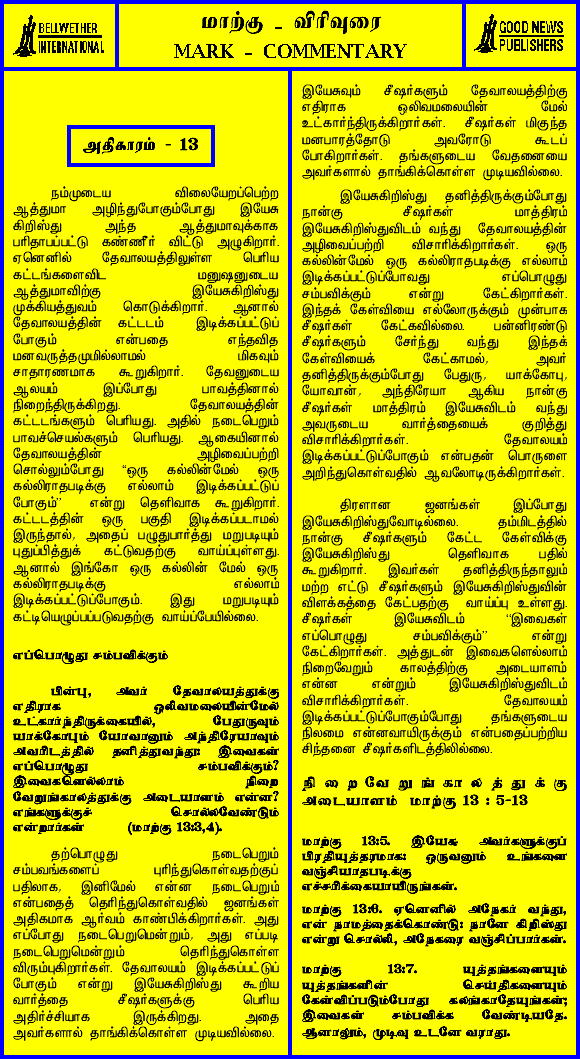 BELLWETHER
INTERNATIONAL
மாற்கு - விரிவுரை
MARK - COMMENTARY
GOOD NEWS
PUBLISHERS
அதிகாரம் - 13
நம்முடைய விலையேறப்பெற்ற
ஆத்துமா அழிந்துபோகும்போது இயேசு
கிறிஸ்து அந்த ஆத்துமாவுக்காக
பரிதாபப்பட்டு கண்ணீர் விட்டு அழுகிறார்.
ஏனெனில் தேவாலயத்திலுள்ள பெரிய
கட்டங்களைவிட மனுஷனுடைய
ஆத்துமாவிற்கு இயேசுகிறிஸ்து
முக்கியத்துவம் கொடுக்கிறார். ஆனால்
தேவாலயத்தின் கட்டடம் இடிக்கப்பட்டுப்
போகும் என்பதை எந்தவித
மனவருத்தமுமில்லாமல் மிகவும்
சாதாரணமாக கூறுகிறார். தேவனுடைய
ஆலயம் இப்போது பாவத்தினால்
நிறைந்திருக்கிறது. தேவாலயத்தின்
கட்டடங்களும் பெரியது. அதில் நடைபெறும்
பாவச்செயல்களும் பெரியது. ஆகையினால்
தேவாலயத்தின் அழிவைப்பற்றி
சொல்லும்போது “ஒரு கல்லின்மேல் ஒரு
கல்லிராதபடிக்கு எல்லாம் இடிக்கப்பட்டுப்
போகும்” என்று தெளிவாக கூறுகிறார்.
கட்டடத்தின் ஒரு பகுதி இடிக்கப்படாமல்
இருந்தால், அதைப் பழுதுபார்த்து மறுபடியும்
புதுப்பித்துக் கட்டுவதற்கு வாய்ப்புள்ளது.
ஆனால் இங்கோ ஒரு கல்லின் மேல் ஒரு
கல்லிராதபடிக்கு எல்லாம்
இடிக்கப்பட்டுப்போகும். இது மறுபடியும்
கட்டியெழுப்பப்படுவதற்கு வாய்ப்பேயில்லை.
எப்பொழுது சம்பவிக்கும்
பின்பு, அவர் தேவாலயத்துக்கு
எதிராக ஒலிவமலையின்மேல்
உட்கார்ந்திருக்கையில், பேதுருவும்
யாக்கோபும் யோவானும் அந்திரேயாவும்
அவரிடத்தில் தனித்துவந்து: இவைகள்
எப்பொழுது சம்பவிக்கும்?
இவைகளெல்லாம் நிறை
வேறுங்காலத்துக்கு அடையாளம் என்ன?
எங்களுக்குச் சொல்லவேண்டும்
என்றார்கள் (மாற்கு 13:3,4).
தற்பொழுது நடைபெறும்
சம்பவங்களைப் புரிந்துகொள்வதற்குப்
பதிலாக, இனிமேல் என்ன நடைபெறும்
என்பதைத் தெரிந்துகொள்வதில் ஜனங்கள்
அதிகமாக ஆர்வம் காண்பிக்கிறார்கள். அது
எப்போது நடைபெறுமென்றும், அது எப்படி
நடைபெறுமென்றும் தெரிந்துகொள்ள
விரும்புகிறார்கள். தேவாலயம் இடிக்கப்பட்டுப்
போகும் என்று இயேசுகிறிஸ்து கூறிய
வார்த்தை சீஷர்களுக்கு பெரிய
அதிர்ச்சியாக இருக்கிறது. அதை
அவர்களால் தாங்கிக்கொள்ள முடியவில்லை.
இயேசுவும் சீஷர்களும் தேவாலயத்திற்கு
எதிராக ஒலிவமலையின் மேல்
உட்கார்ந்திருக்கிறார்கள். சீஷர்கள் மிகுந்த
மனபாரத்தோடு அவரோடு கூடப்
போகிறார்கள். தங்களுடைய வேதனையை
அவர்களால் தாங்கிக்கொள்ள முடியவில்லை.
இயேசுகிறிஸ்து தனித்திருக்கும்போது
நான்கு சீஷர்கள் மாத்திரம்
இயேசுகிறிஸ்துவிடம் வந்து தேவாலயத்தின்
அழிவைப்பற்றி விசாரிக்கிறார்கள். ஒரு
கல்லின்மேல் ஒரு கல்லிராதபடிக்கு எல்லாம்
இடிக்கப்பட்டுப்போவது எப்பொழுது
சம்பவிக்கும் என்று கேட்கிறார்கள்.
இந்தக் கேள்வியை எல்லோருக்கும் முன்பாக
சீஷர்கள் கேட்கவில்லை. பன்னிரண்டு
சீஷர்களும் சேர்ந்து வந்து இந்தக்
கேள்வியைக் கேட்காமல், அவர்
தனித்திருக்கும்போது பேதுரு, யாக்கோபு,
யோவான், அந்திரேயா ஆகிய நான்கு
சீஷர்கள் மாத்திரம் இயேசுவிடம் வந்து
அவருடைய வார்த்தையைக் குறித்து
விசாரிக்கிறார்கள். தேவாலயம்
இடிக்கப்பட்டுப்போகும் என்பதன் பொருளை
அறிந்துகொள்வதில் ஆவலோடிருக்கிறார்கள்.
திரளான ஜனங்கள் இப்போது
இயேசுகிறிஸ்துவோடில்லை. தம்மிடத்தில்
நான்கு சீஷர்கள் கேட்ட கேள்விக்கு
இயேசுகிறிஸ்து தெளிவாக பதில்
கூறுகிறார். இவர்கள் தனித்திருந்தாலும்
மற்ற எட்டு சீஷர்களும் இயேசுகிறிஸ்துவின்
விளக்கத்தை கேட்பதற்கு வாய்ப்பு உள்ளது.
சீஷர்கள் இயேசுவிடம் “இவைகள்
எப்பொழுது சம்பவிக்கும்” என்று
கேட்கிறார்கள். அத்துடன் இவைகளெல்லாம்
நிறைவேறும் காலத்திற்கு அடையாளம்
என்ன என்றும் இயேசுகிறிஸ்துவிடம்
விசாரிக்கிறார்கள். தேவாலயம்
இடிக்கப்பட்டுப்போகும்போது தங்களுடைய
நிலமை என்னவாயிருக்கும் என்பதைப்பற்றிய
சிந்தனை சீஷர்களிடத்திலில்லை.
நிறைவேறுங்காலத்துக்கு
அடையாளம் மாற்கு 13 : 5-13
மாற்கு 13:5. இயேசு அவர்களுக்குப்
பிரதியுத்தரமாக: ஒருவனும் உங்களை
வஞ்சியாதபடிக்கு
எச்சரிக்கையாயிருங்கள்.
மாற்கு 13:6. ஏனெனில் அநேகர் வந்து,
என் நாமத்தைக்கொண்டு: நானே கிறிஸ்து
என்று சொல்லி, அநேகரை வஞ்சிப்பார்கள்.
மாற்கு 13:7. யுத்தங்களையும்
யுத்தங்களின் செய்திகளையும்
கேள்விப்படும்போது கலங்காதேயுங்கள்;
இவைகள் சம்பவிக்க வேண்டியதே.
ஆனாலும், முடிவு உடனே வராது.